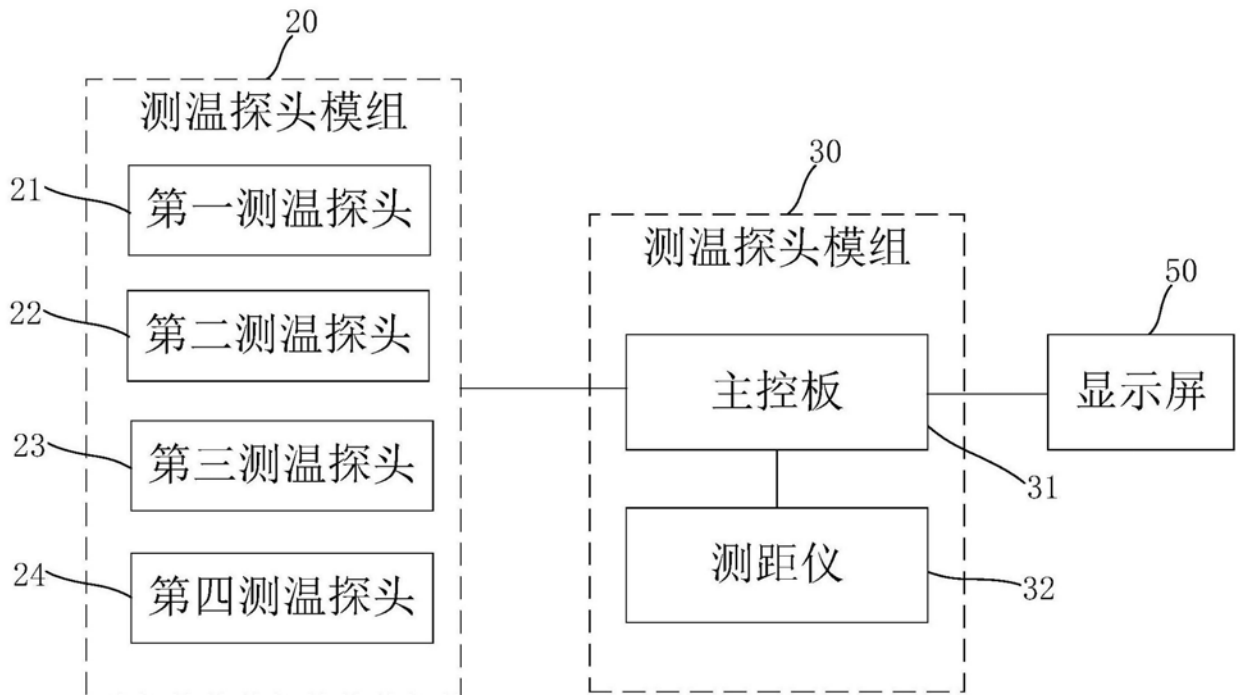 20
测温探头模组
21
第一测温探头
22
第二测温探头
23
第三测温探头
24
第四测温探头
30
测温探头模组
主控板
31
测距仪
32
50
显示屏